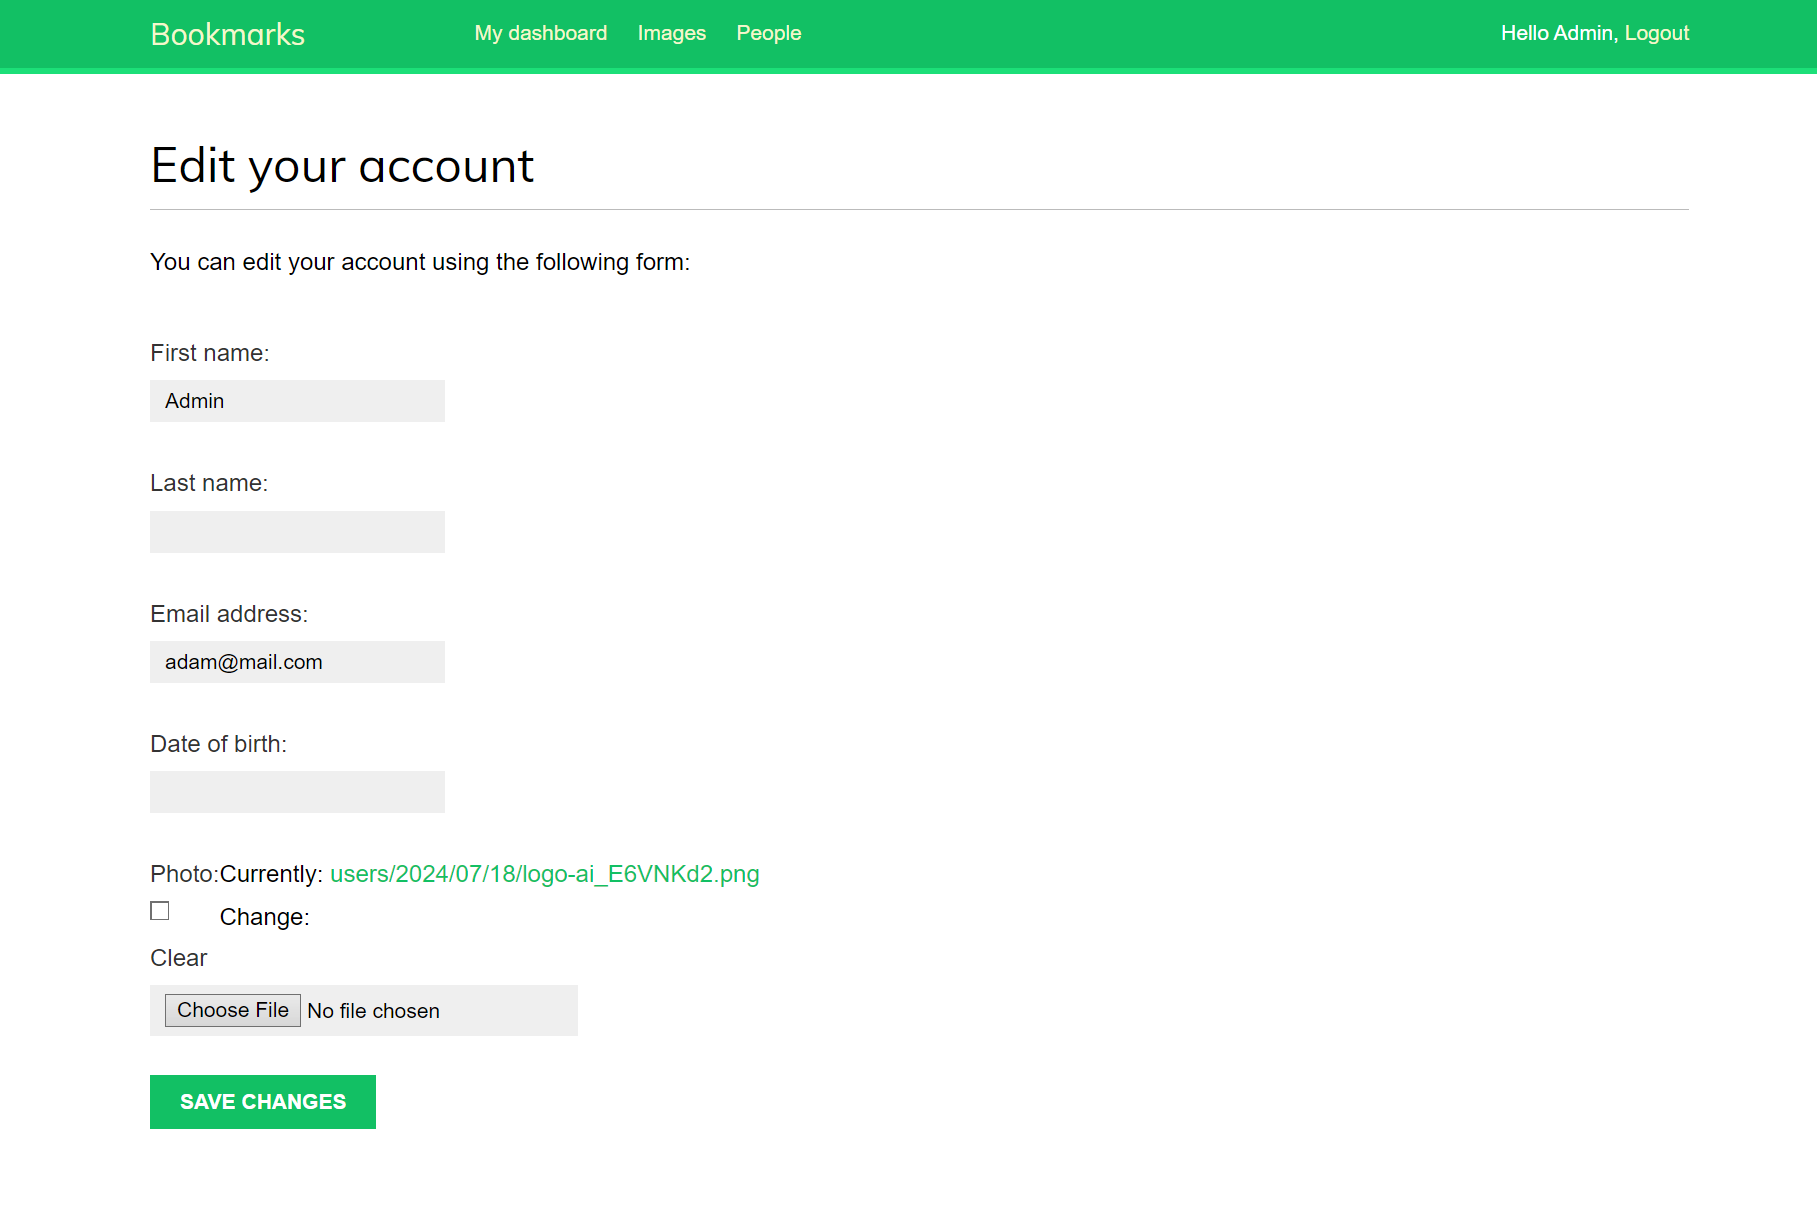 Bookmarks My dashboard Images People Hello Admin, Logout
Edit your account
You can edit your account using the following form:
First name:
Admin
Last name:
Email address:
adam@mail.com
Date of birth:
Photo:Currently: users/2024/07/18/logo-ai_E6VNKd2.png
Change:
Clear
Choose File No file chosen
SAVE CHANGES